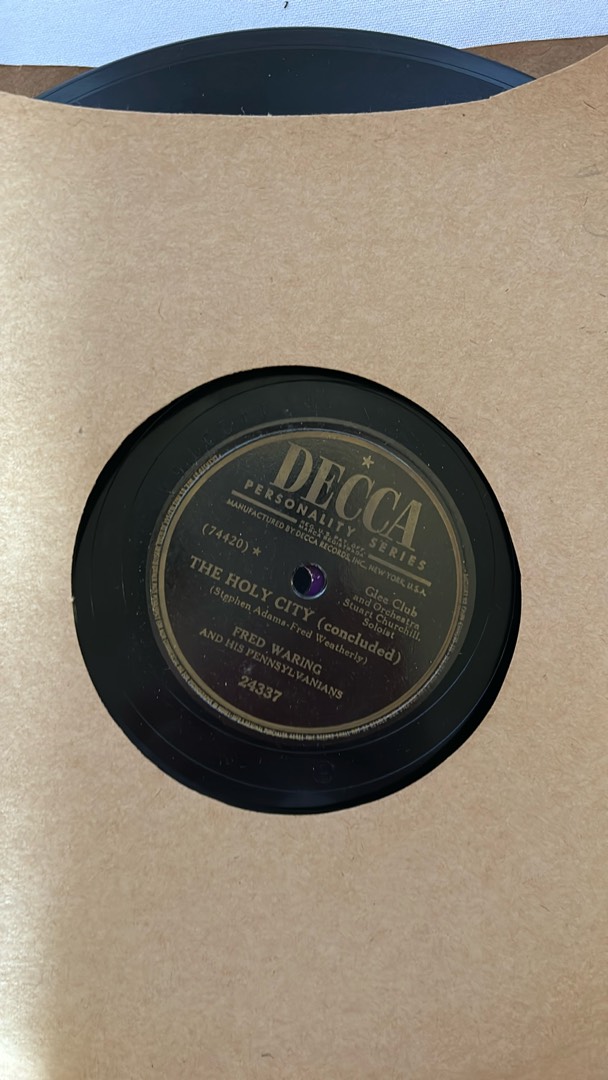 DECCA
PERSONALITY SERIES
MANUFACTURED BY DECCA RECORDS, INC., NEW YORK, U.S.A.
(74420) ★
Glee Club
and Orchestra
Stuart Churchill,
Soloist
THE HOLY CITY (concluded)
(Stephen Adams-Fred Weatherly)
FRED WARING
AND HIS PENNSYLVANIANS
24337